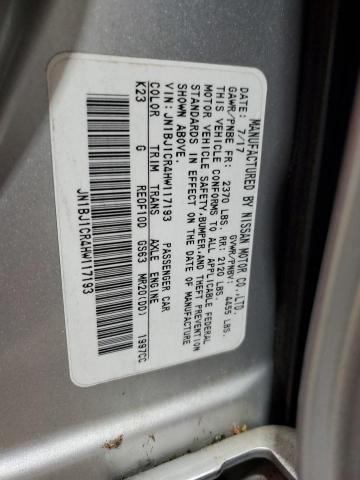 MANUFACTURED BY NISSAN MOTOR CO.,LTD.
DATE: 7/17 GVWR/PNBV: 4455 LBS.
GAWR/PNBE FR: 2370 LBS. RR: 2120 LBS.
THIS VEHICLE CONFORMS TO ALL APPLICABLE FEDERAL
MOTOR VEHICLE SAFETY,BUMPER,AND THEFT PREVENTION
STANDARDS IN EFFECT ON THE DATE OF MANUFACTURE
SHOWN ABOVE.
VIN:JN1BJ1CR4HW117193 PASSENGER CAR
COLOR TRIM TRANS AXLE ENGINE
K23 G RE0F10D GS63 MR20(DD) 1997CC
JN1BJ1CR4HW117193